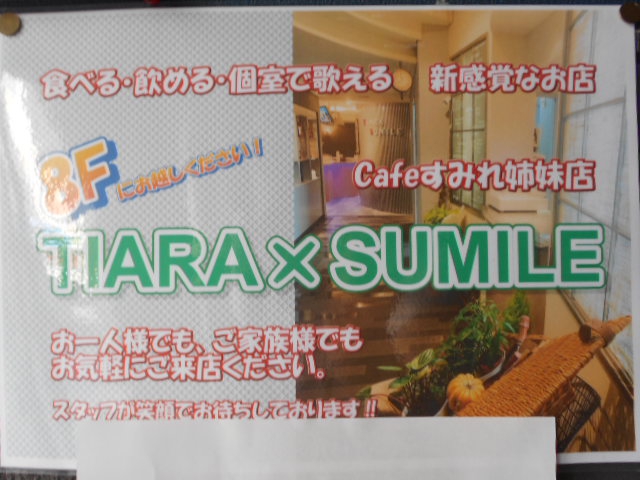 食べる・飲める・個室で歌える 新感覚なお店
8Fにお越しください!
Cafeすみれ姉妹店
TIARA×SUMILE
お一人様でも、ご家族様でも
お気軽にご来店ください。
スタッフが笑顔でお待ちしております!!